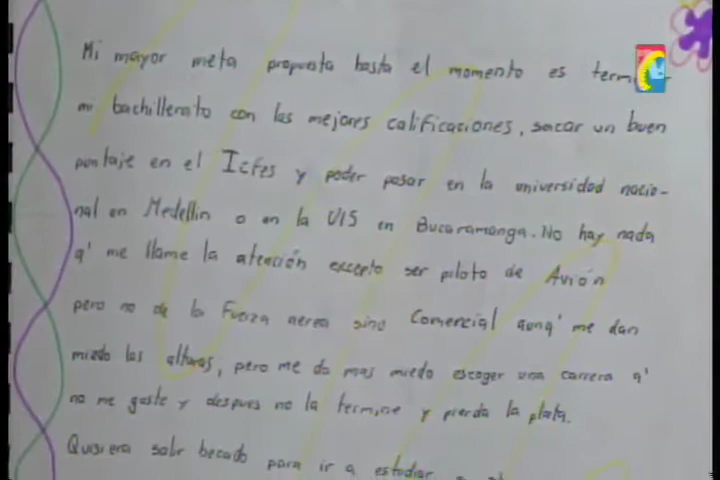 Mi mayor meta propuesta hasta el momento es
mi bachillerato con las mejores calificaciones, sacar un buen
puntaje en el Icfes y poder pasar en la universidad nacio-
nal en Medellin o en la UIS en Bucaramanga. No hay nada
q' me llame la atención excepto ser piloto de Avión
pero no de la Fuerza aerea sino Comercial aunq' me dan
miedo las alturas, pero me da mas miedo escoger una carrera q'
no me guste y despues no la termine y pierda la plata.
Quisiera salir becado para ir a estudiar